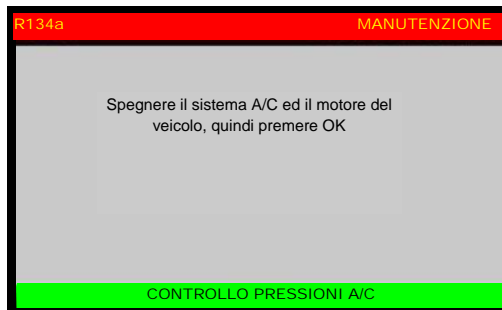 R134a MANUTENZIONE
Spegnere il sistema A/C ed il motore del
veicolo, quindi premere OK
CONTROLLO PRESSIONI A/C